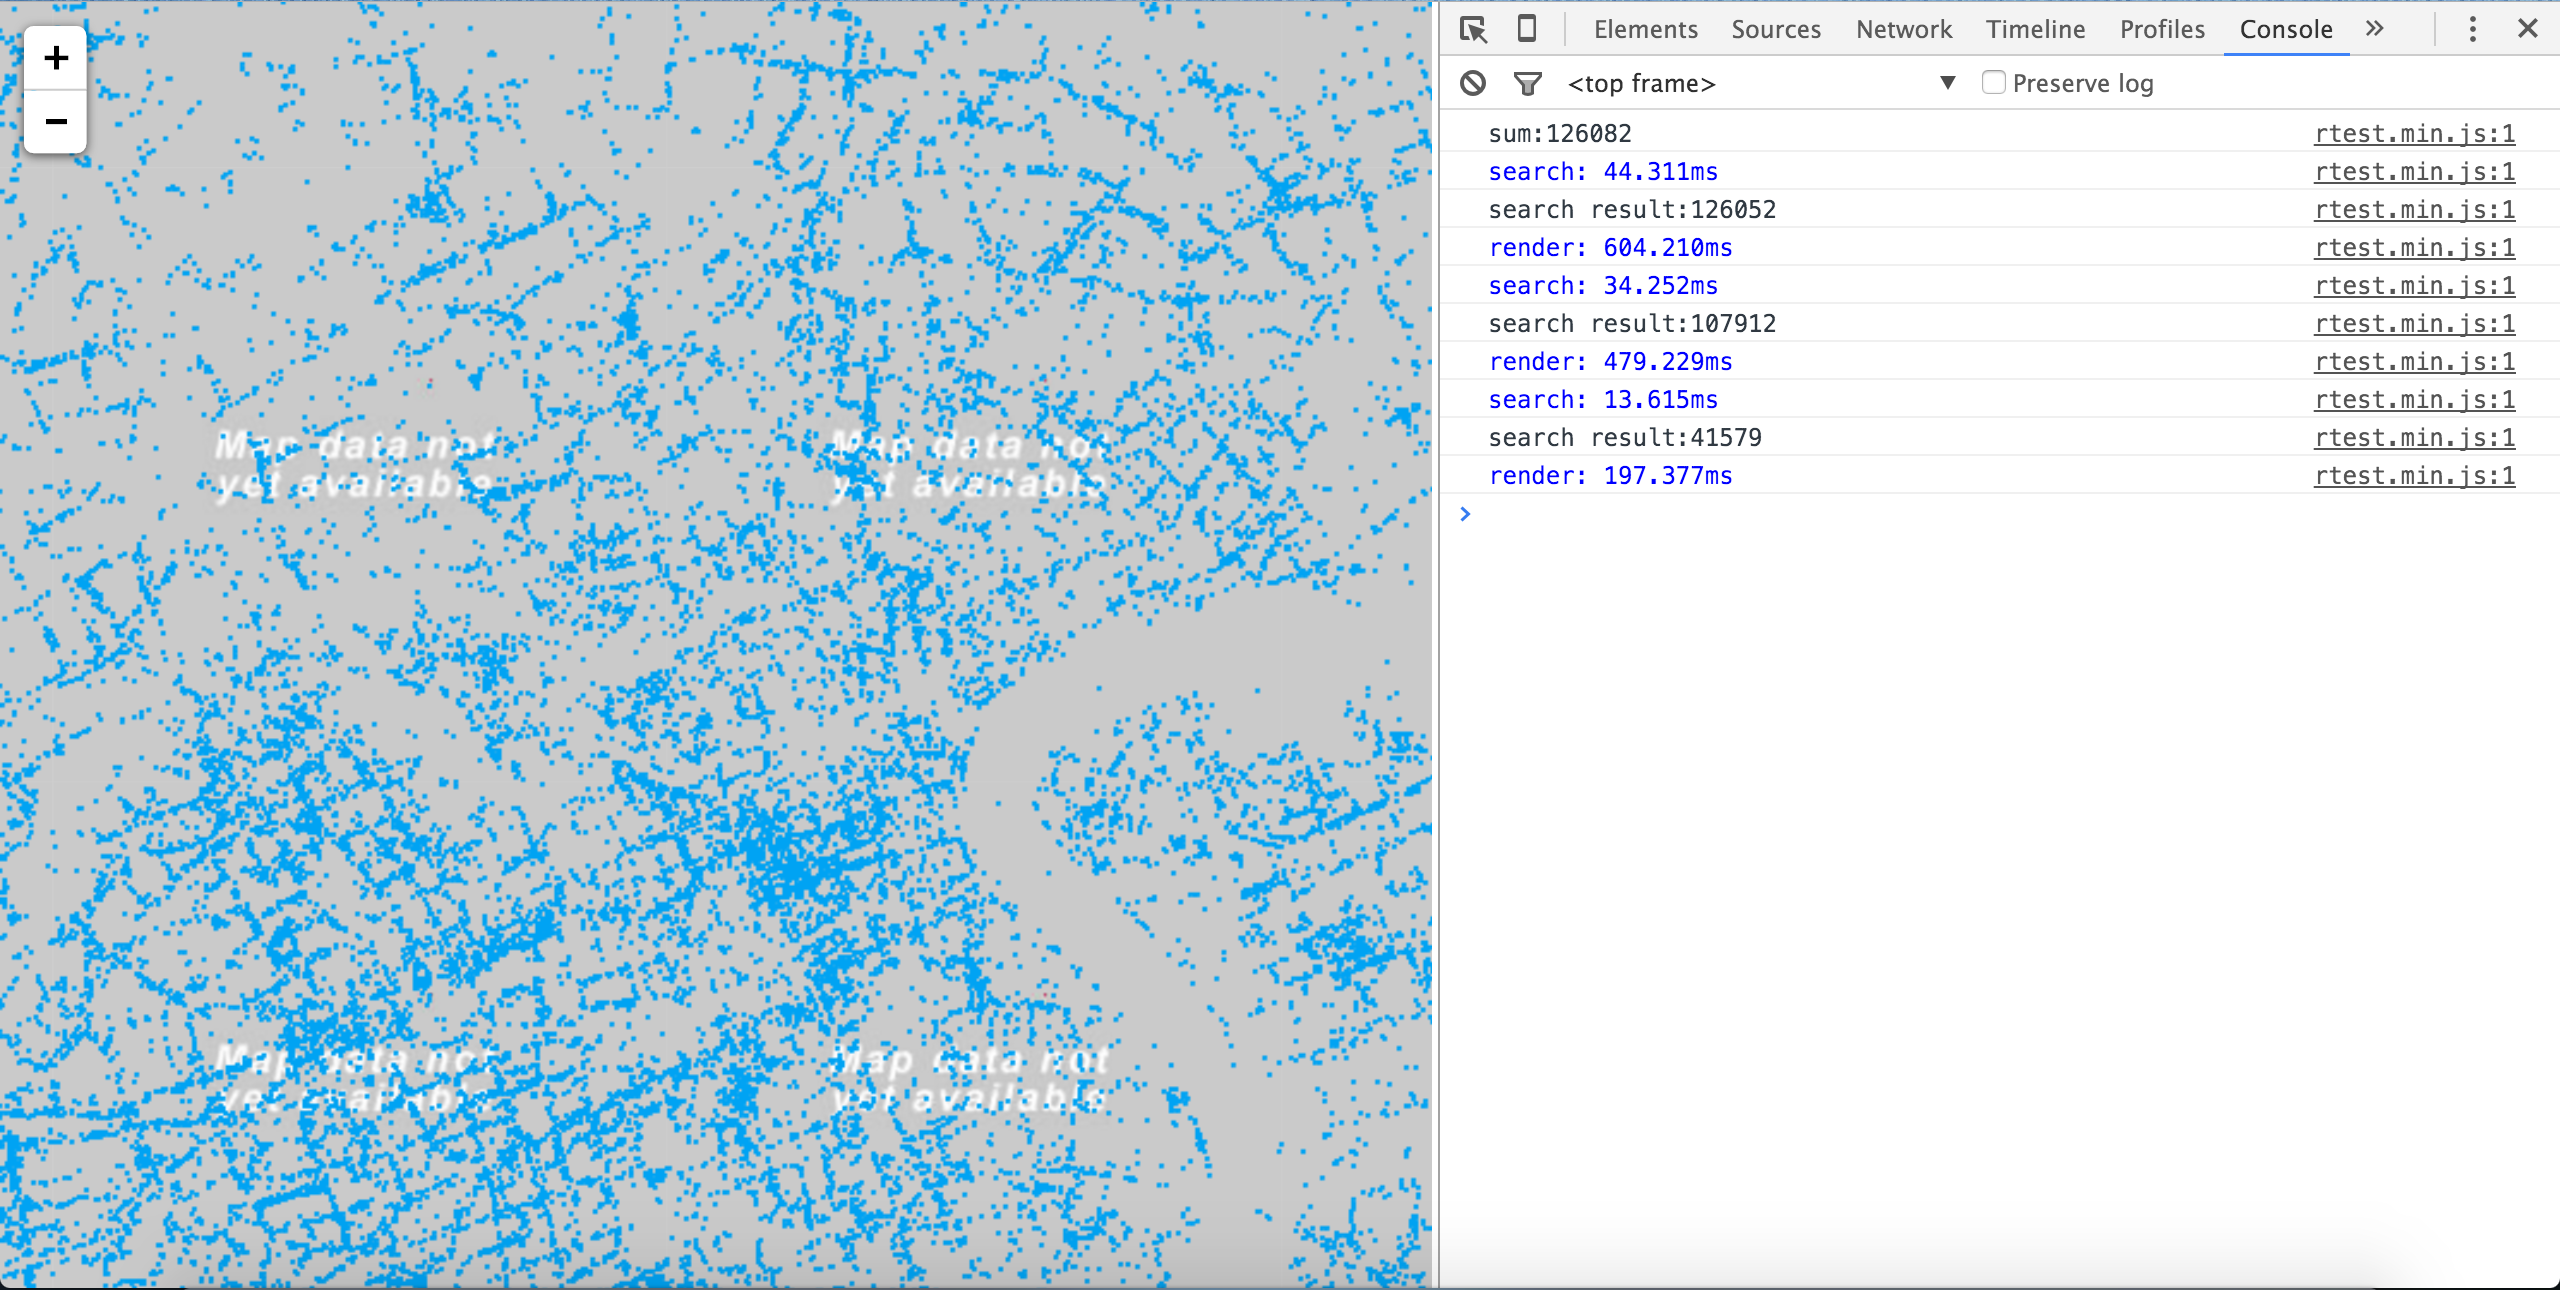 +
−
Map data not
yet available
Map data not
yet available
Map data not
yet available
Map data not
yet available
Elements Sources Network Timeline Profiles Console
<top frame> ▼ Preserve log
sum:126082 rtest.min.js:1
search: 44.311ms rtest.min.js:1
search result:126052 rtest.min.js:1
render: 604.210ms rtest.min.js:1
search: 34.252ms rtest.min.js:1
search result:107912 rtest.min.js:1
render: 479.229ms rtest.min.js:1
search: 13.615ms rtest.min.js:1
search result:41579 rtest.min.js:1
render: 197.377ms rtest.min.js:1